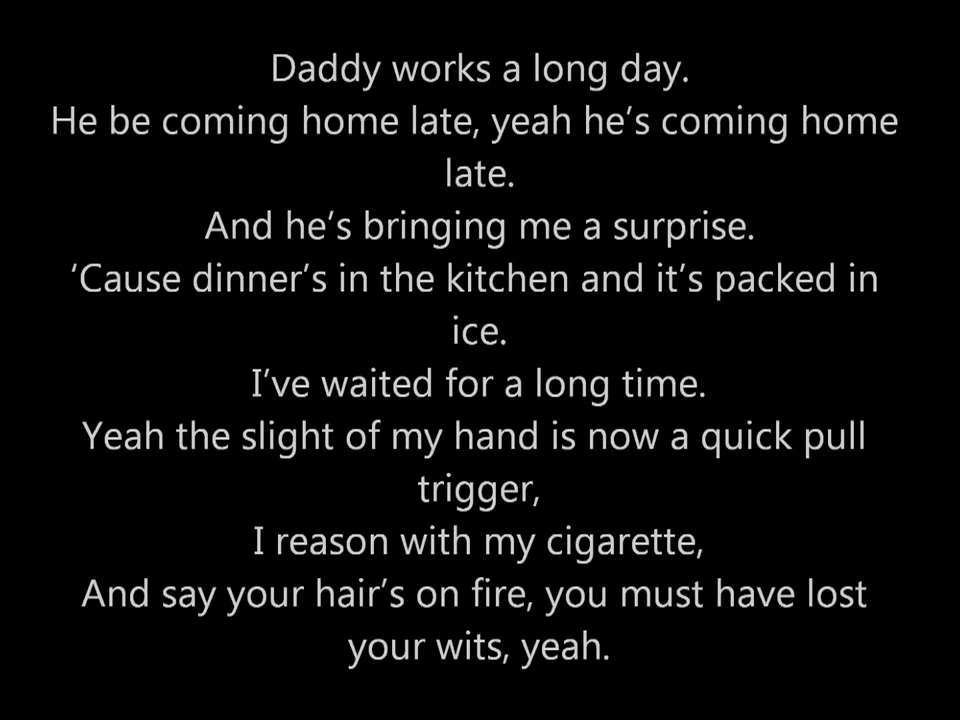 Daddy works a long day.
He be coming home late, yeah he's coming home
late.
And he's bringing me a surprise.
‘Cause dinner's in the kitchen and it's packed in
ice.
I've waited for a long time.
Yeah the slight of my hand is now a quick pull
trigger,
I reason with my cigarette,
And say your hair's on fire, you must have lost
your wits, yeah.